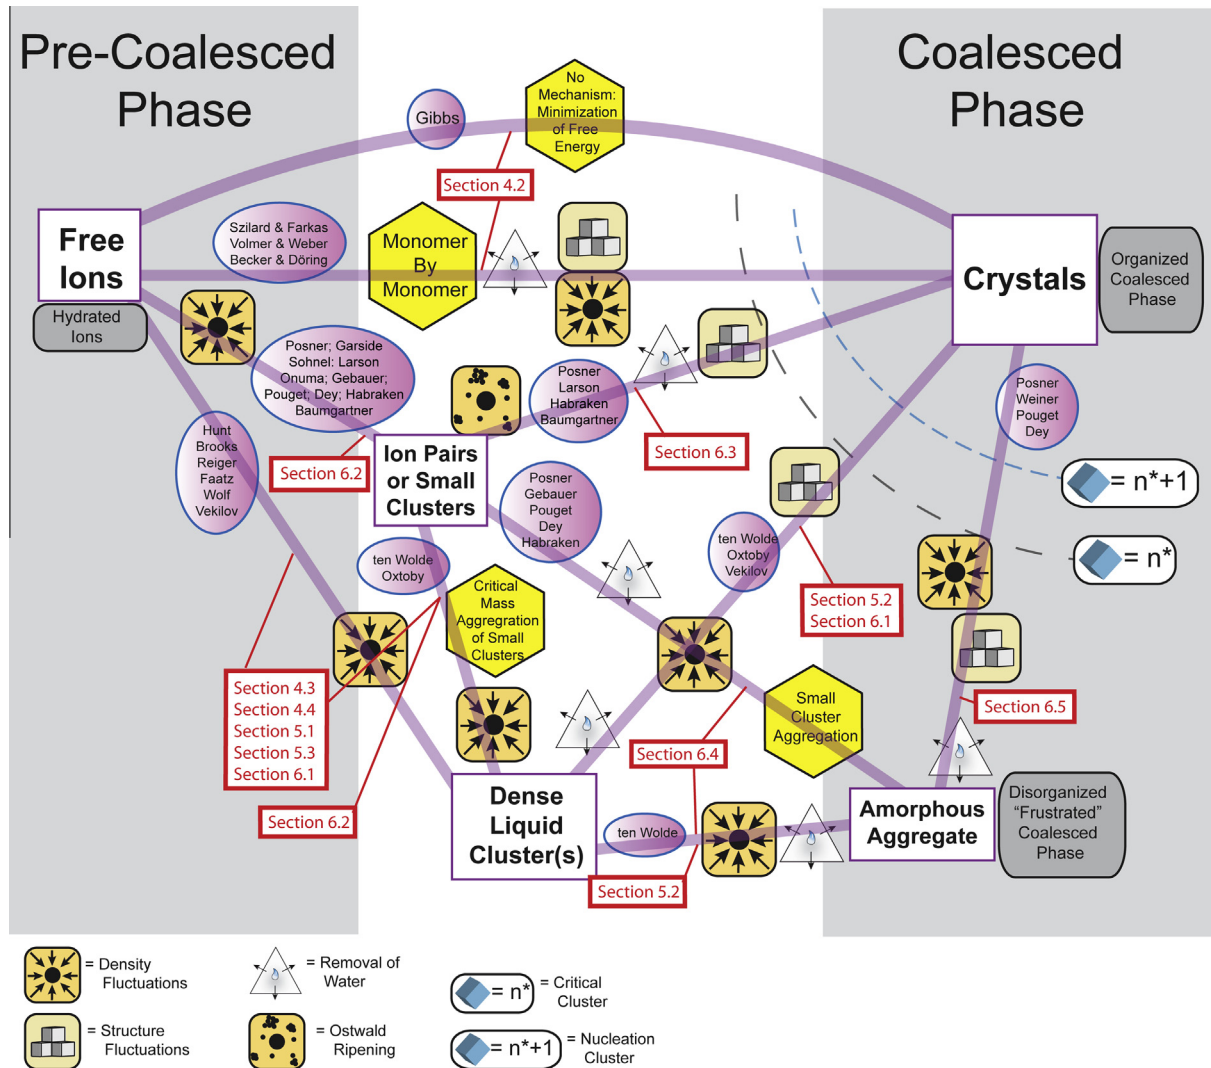 Pre-Coalesced
Phase
Coalesced
Phase
No
Mechanism:
Minimization
of Free
Energy
Gibbs
Section 4.2
Free
Ions
Hydrated
Ions
Szilard & Farkas
Volmer & Weber
Becker & Döring
Monomer
By
Monomer
Crystals
Organized
Coalesced
Phase
Posner; Garside
Sohnel: Larson
Onuma; Gebauer;
Pouget; Dey; Habraken
Baumgartner
Posner
Larson
Habraken
Baumgartner
Posner
Weiner
Pouget
Dey
Hunt
Brooks
Reiger
Faatz
Wolf
Vekilov
Section 6.2
Ion Pairs
or Small
Clusters
Section 6.3
Posner
Gebauer
Pouget
Dey
Habraken
= n*+1
= n*
ten Wolde
Oxtoby
ten Wolde
Oxtoby
Vekilov
Critical
Mass
Aggregration
of Small
Clusters
Section 5.2
Section 6.1
Section 4.3
Section 4.4
Section 5.1
Section 5.3
Section 6.1
Small
Cluster
Aggregation
Section 6.5
Section 6.4
Section 6.2
Dense
Liquid
Cluster(s)
ten Wolde
Section 5.2
Amorphous
Aggregate
Disorganized
“Frustrated”
Coalesced
Phase
= Density
Fluctuations
= Removal of
Water
= n*
= Critical
Cluster
= Structure
Fluctuations
= Ostwald
Ripening
= n*+1
= Nucleation
Cluster